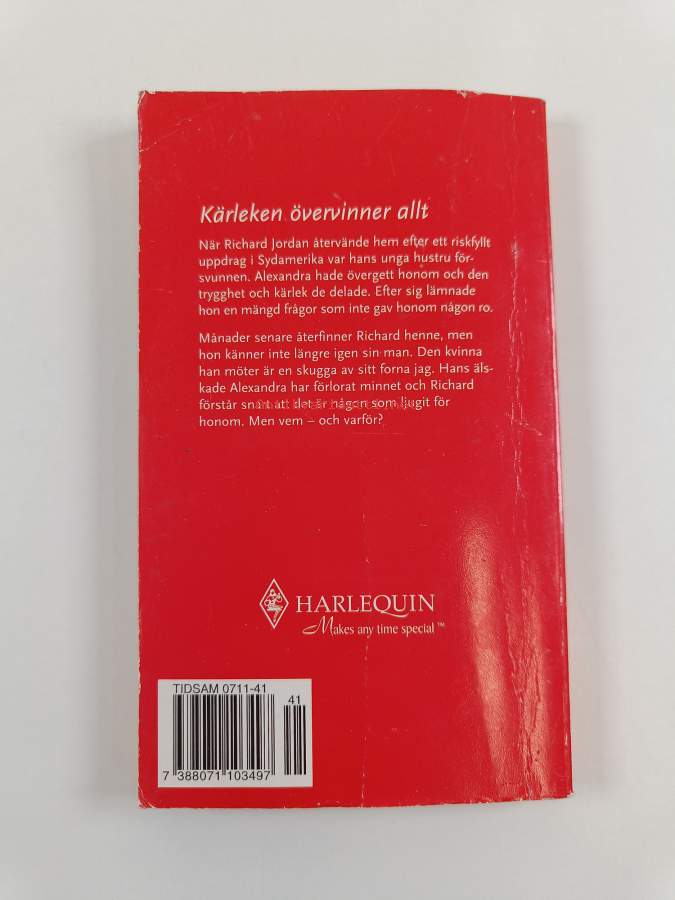 Kärleken övervinner allt
När Richard Jordan återvände hem efter ett riskfyllt
uppdrag i Sydamerika var hans unga hustru för-
svunnen. Alexandra hade övergett honom och den
trygghet och kärlek de delade. Efter sig lämnade
hon en mängd frågor som inte gav honom någon ro.
Månader senare återfinner Richard henne, men
hon känner inte längre igen sin man. Den kvinna
han möter är en skugga av sitt forna jag. Hans äls-
kade Alexandra har förlorat minnet och Richard
förstår snart att det är någon som ljugit för
honom. Men vem – och varför?
HARLEQUIN
Makes any time special™
TIDSAM 0711-41
41
7 388071 103497